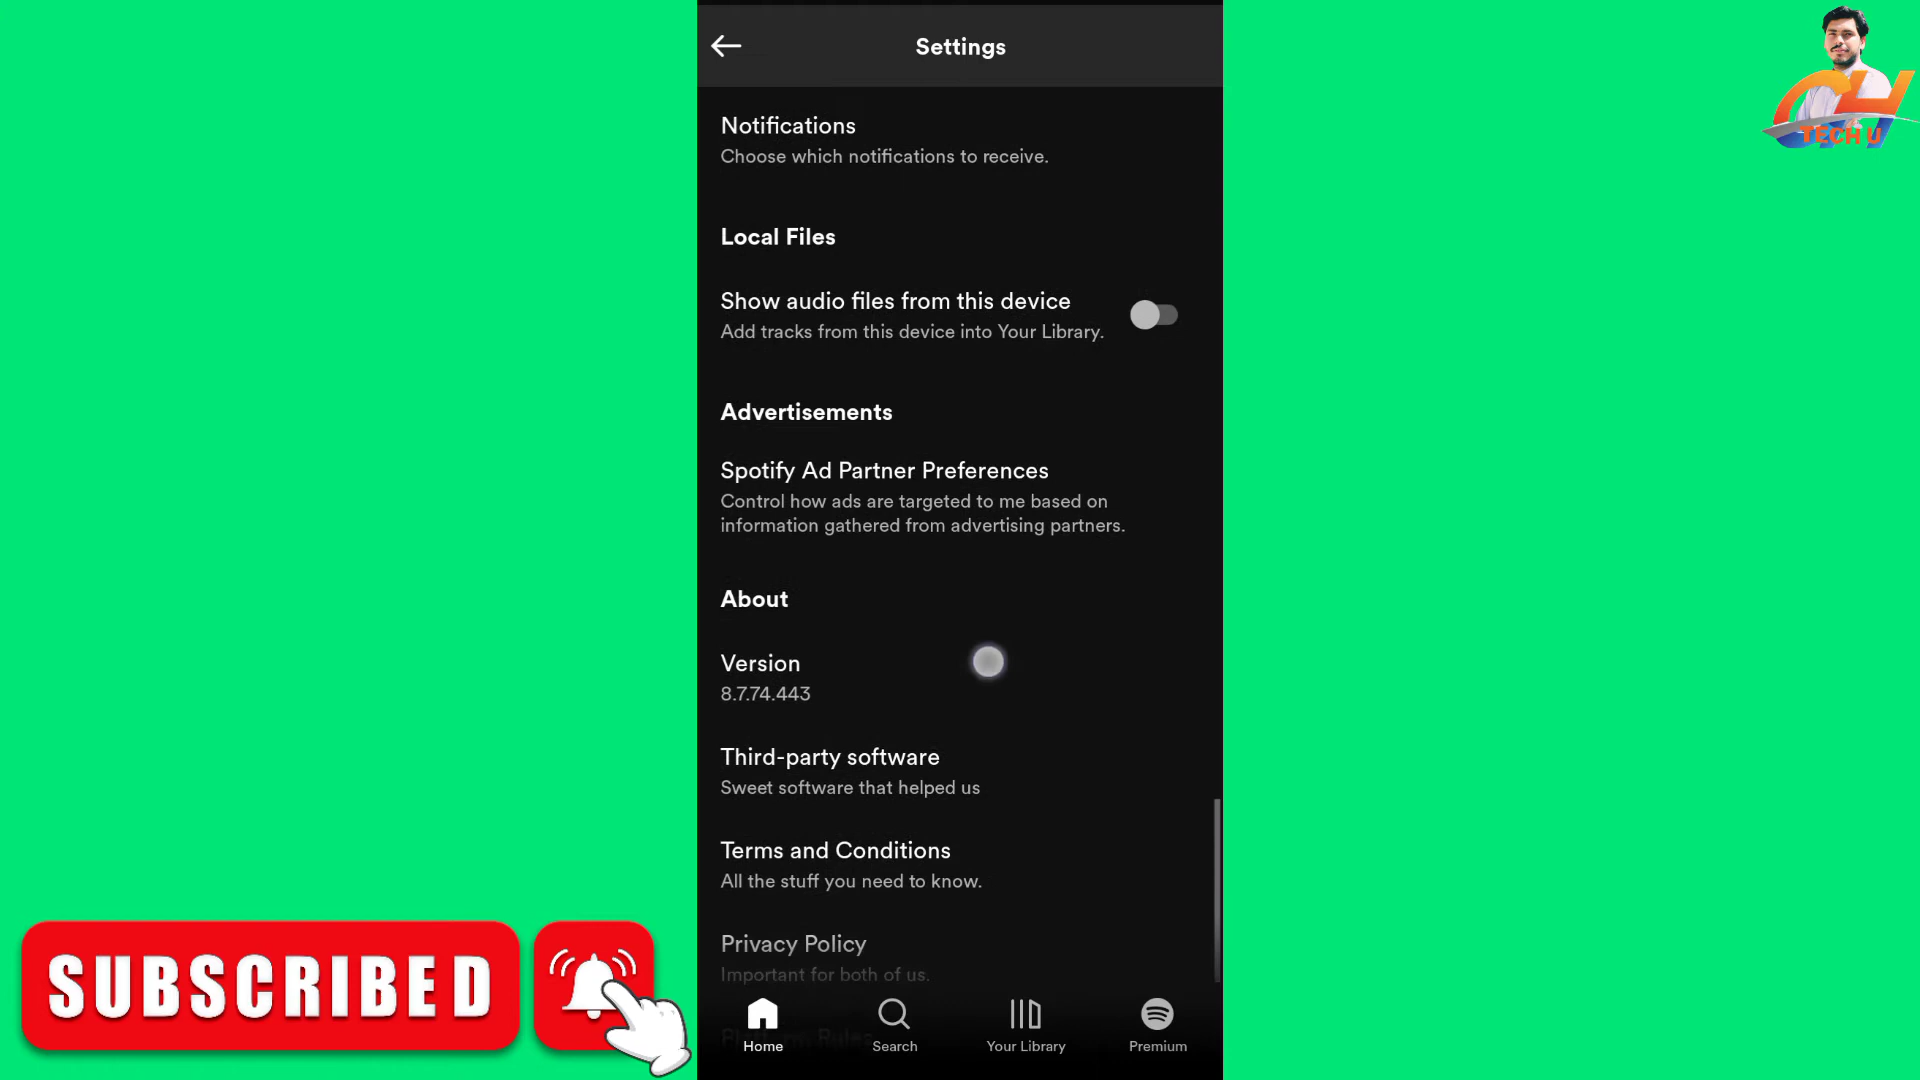 Settings
Notifications
Choose which notifications to receive.
Local Files
Show audio files from this device
Add tracks from this device into Your Library.
Advertisements
Spotify Ad Partner Preferences
Control how ads are targeted to me based on
information gathered from advertising partners.
About
Version
8.7.74.443
Third-party software
Sweet software that helped us
Terms and Conditions
All the stuff you need to know.
Privacy Policy
Important for both of us.
Platform Rules
Home
Search
Your Library
Premium
SUBSCRIBED
CH
TECH U